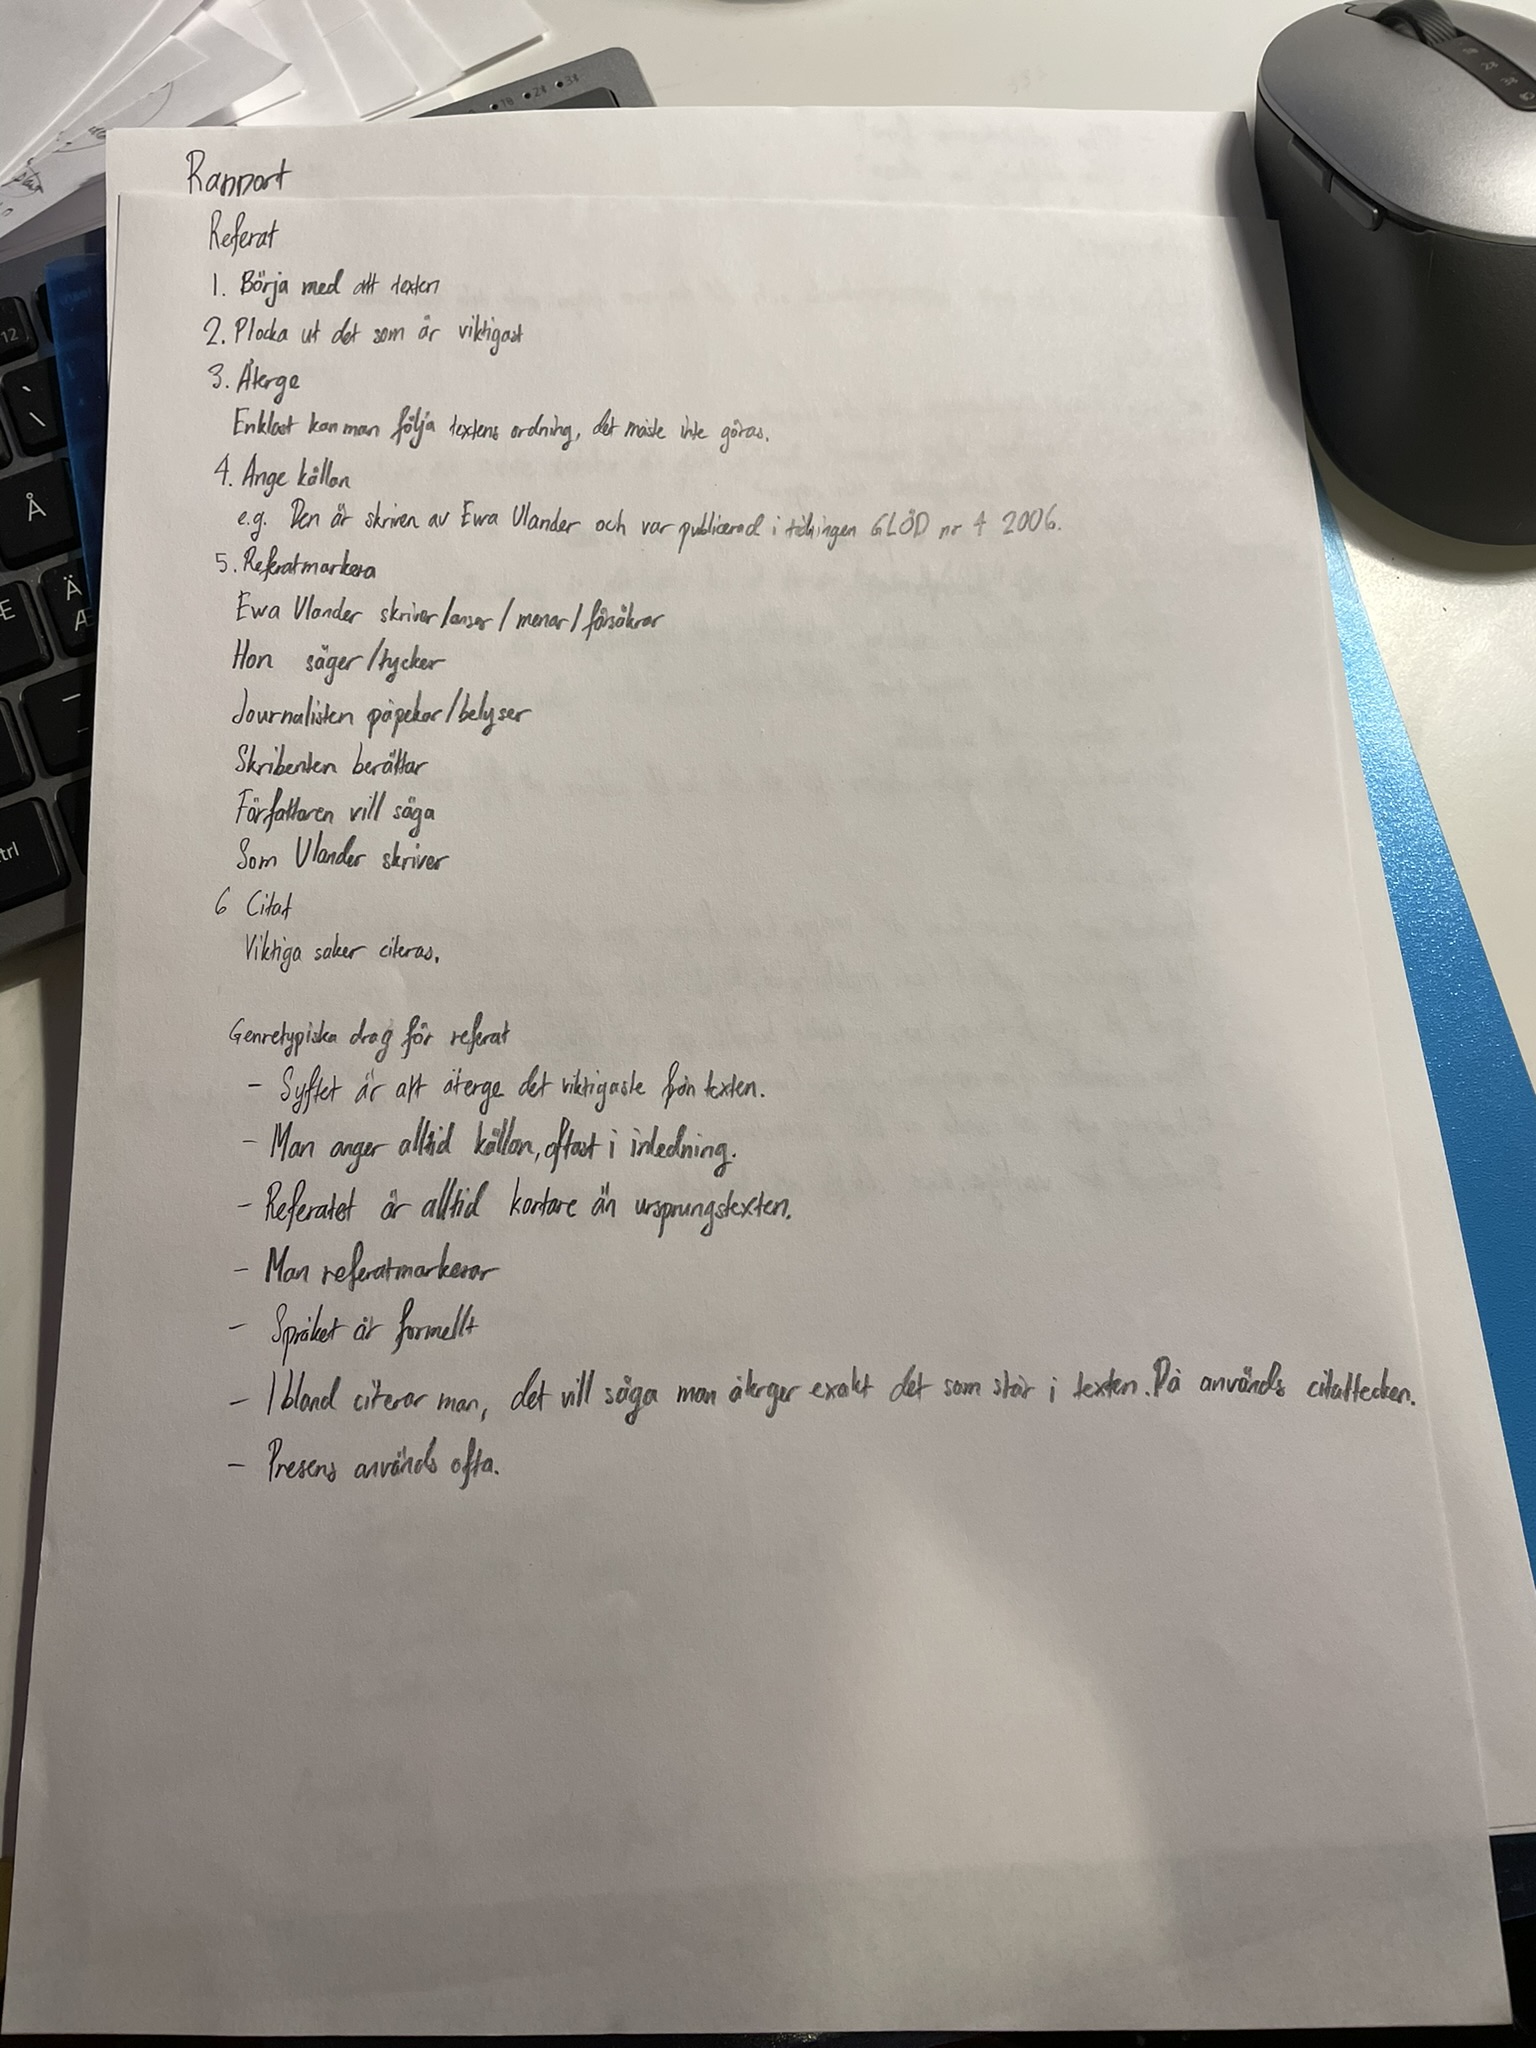 Rapport
Referat
1. Börja med att texten
2. Plocka ut det som är viktigast
3. Återge
Enklast kan man följa textens ordning, det måste inte göras.
4. Ange källan
e.g. Den är skriven av Ewa Ulander och var publicerad i tidningen GLÖD nr 4 2006.
5. Referatmarkera
Ewa Ulander skriver/anser/menar/försäkrar
Hon säger/tycker
Journalisten påpekar/belyser
Skribenten berättar
Författaren vill säga
Som Ulander skriver
6 Citat
Viktiga saker citeras.
Genretypiska drag för referat
- Syftet är att återge det viktigaste från texten.
- Man anger alltid källan, oftast i inledning.
- Referatet är alltid kortare än ursprungstexten.
- Man referatmarkerar
- Språket är formellt
- Ibland citerar man, det vill säga man återger exakt det som står i texten. Då används citattecken.
- Presens används ofta.
12
Å
Ä
Æ
Æ
trl